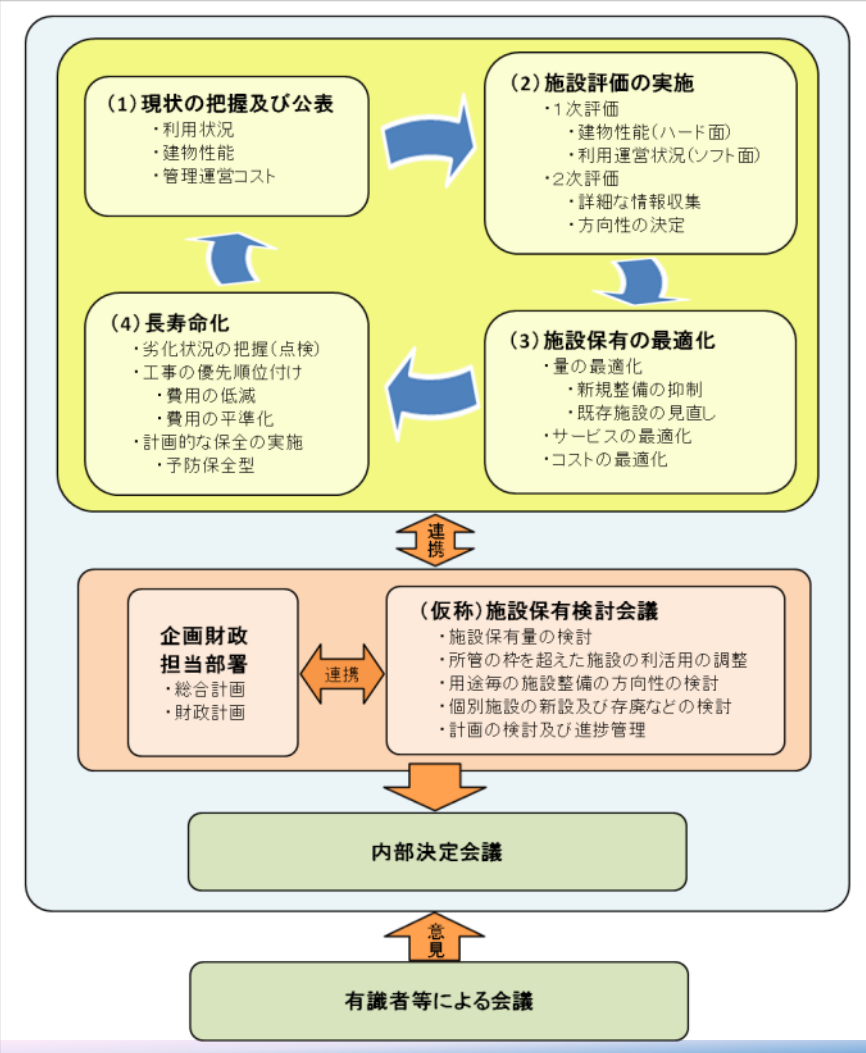 (1)現状の把握及び公表
・利用状況
・建物性能
・管理運営コスト
(2)施設評価の実施
・1次評価
・建物性能(ハード面)
・利用運営状況(ソフト面)
・2次評価
・詳細な情報収集
・方向性の決定
(3)施設保有の最適化
・量の最適化
・新規整備の抑制
・既存施設の見直し
・サービスの最適化
・コストの最適化
(4)長寿命化
・劣化状況の把握(点検)
・工事の優先順位付け
・費用の低減
・費用の平準化
・計画的な保全の実施
・予防保全型
連携
企画財政
担当部署
・総合計画
・財政計画
連携
(仮称)施設保有検討会議
・施設保有量の検討
・所管の枠を超えた施設の利活用の調整
・用途毎の施設整備の方向性の検討
・個別施設の新設及び存廃などの検討
・計画の検討及び進捗管理
内部決定会議
意見
有識者等による会議